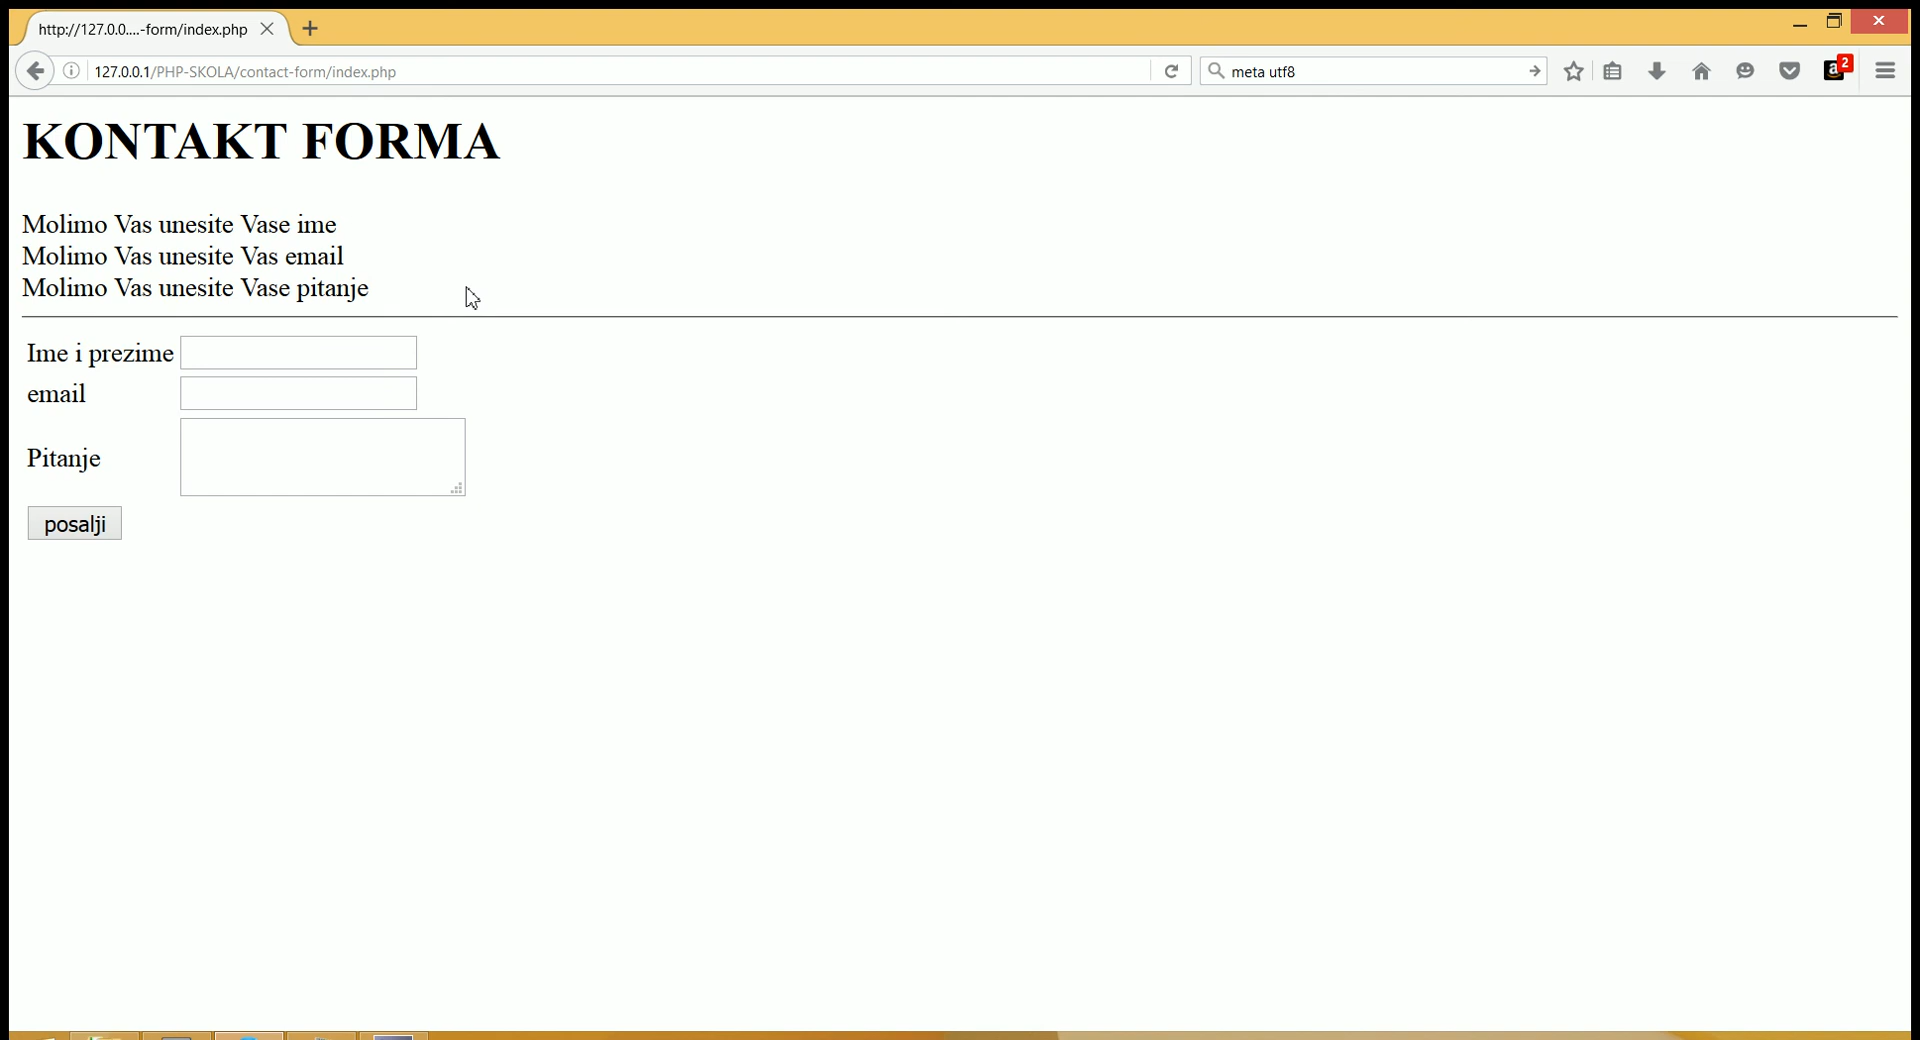 http://127.0.0....-form/index.php
127.0.0.1/PHP-SKOLA/contact-form/index.php
meta utf8
a 2
KONTAKT FORMA
Molimo Vas unesite Vase ime
Molimo Vas unesite Vas email
Molimo Vas unesite Vase pitanje
Ime i prezime
email
Pitanje
posalji